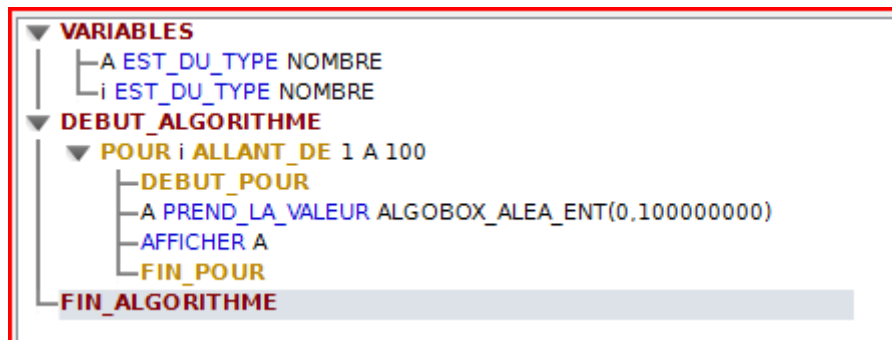 VARIABLES
A EST_DU_TYPE NOMBRE
i EST_DU_TYPE NOMBRE
DEBUT_ALGORITHME
POUR i ALLANT_DE 1 A 100
DEBUT_POUR
A PREND_LA_VALEUR ALGOBOX_ALEA_ENT(0,100000000)
AFFICHER A
FIN_POUR
FIN_ALGORITHME